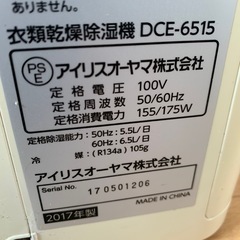 ありません。
衣類乾燥除湿機 DCE-6515
PS
E
アイリスオーヤマ株式会社
定格電圧 100V
定格周波数 50/60Hz
定格消費電力 155/175W
定格除湿能力：50Hz：5.5L/日
60Hz：6.5L/日
冷媒：(R134a) 105g
アイリスオーヤマ株式会社
Serial No. 170501206
2017年製 MADE IN CHINA